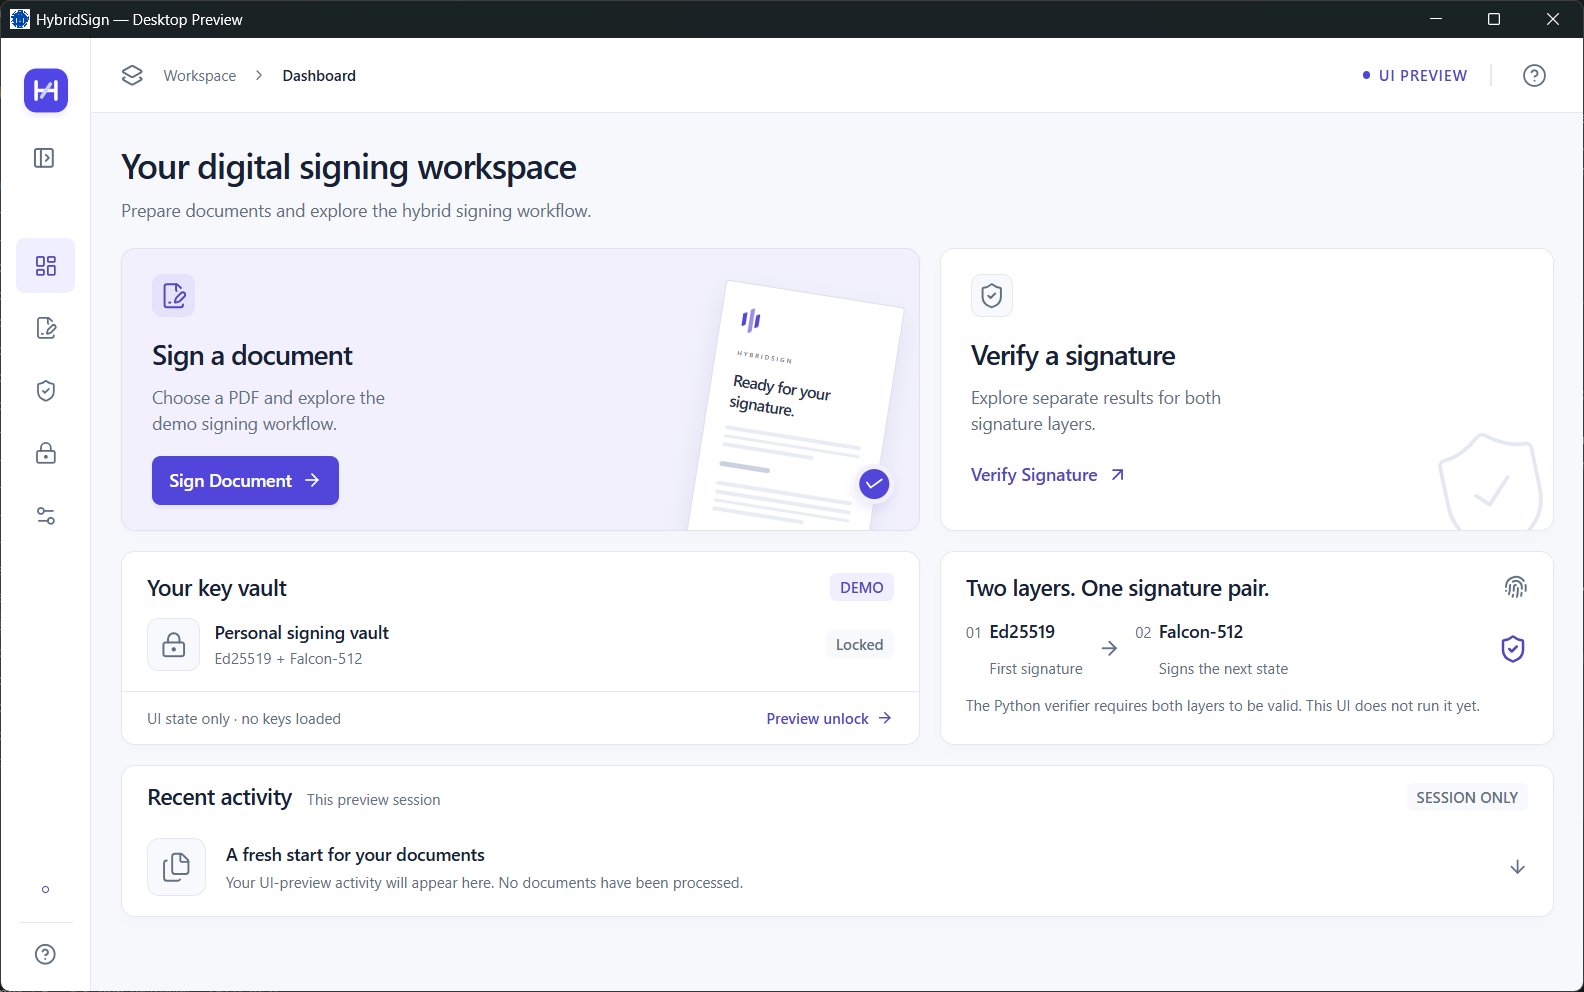 HybridSign — Desktop Preview
Workspace
Dashboard
UI PREVIEW
Your digital signing workspace
Prepare documents and explore the hybrid signing workflow.
Sign a document
Choose a PDF and explore the
demo signing workflow.
Sign Document
HYBRIDSIGN
Ready for your
signature.
Verify a signature
Explore separate results for both
signature layers.
Verify Signature
Your key vault
DEMO
Personal signing vault
Ed25519 + Falcon-512
Locked
UI state only · no keys loaded
Preview unlock
Two layers. One signature pair.
01 Ed25519
First signature
02 Falcon-512
Signs the next state
The Python verifier requires both layers to be valid. This UI does not run it yet.
Recent activity
This preview session
SESSION ONLY
A fresh start for your documents
Your UI-preview activity will appear here. No documents have been processed.